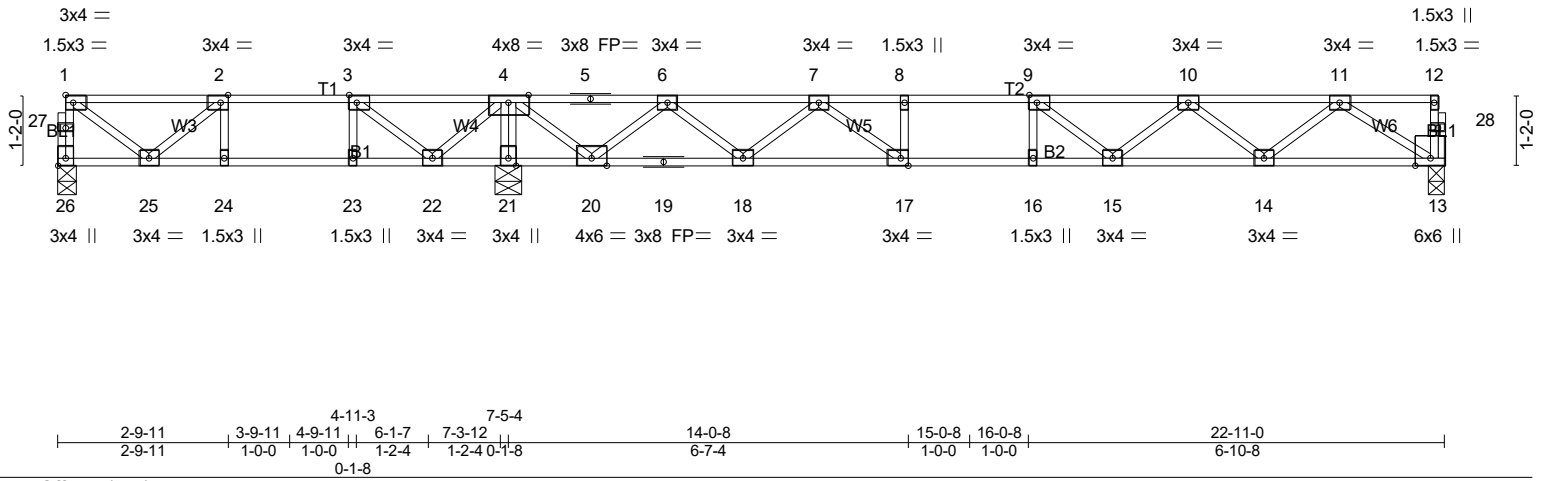 3x4 = 1.5x3 ||
1.5x3 = 3x4 = 3x4 = 4x8 = 3x8 FP= 3x4 = 3x4 = 1.5x3 || 3x4 = 3x4 = 3x4 = 1.5x3 =
1 2 3 4 5 6 7 8 9 10 11 12
T1 T2
1-2-0 27 W3 W4 W5 W6 28 1-2-0
B1 B2
26 25 24 23 22 21 20 19 18 17 16 15 14 13
3x4 || 3x4 = 1.5x3 || 1.5x3 || 3x4 = 3x4 || 4x6 = 3x8 FP= 3x4 = 3x4 = 1.5x3 || 3x4 = 3x4 = 6x6 ||
4-11-3 7-5-4
2-9-11 3-9-11 4-9-11 6-1-7 7-3-12 14-0-8 15-0-8 16-0-8 22-11-0
2-9-11 1-0-0 1-0-0 1-2-4 1-2-4 0-1-8 6-7-4 1-0-0 1-0-0 6-10-8
0-1-8